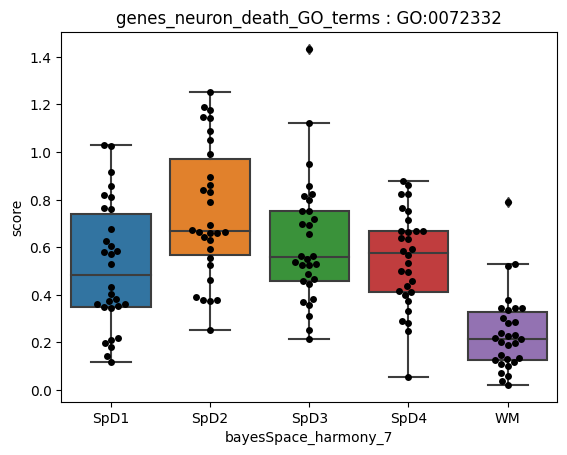 genes_neuron_death_GO_terms : GO:0072332
1.4
1.2
1.0
0.8
0.6
0.4
0.2
0.0
score
SpD1 SpD2 SpD3 SpD4 WM
bayesSpace_harmony_7